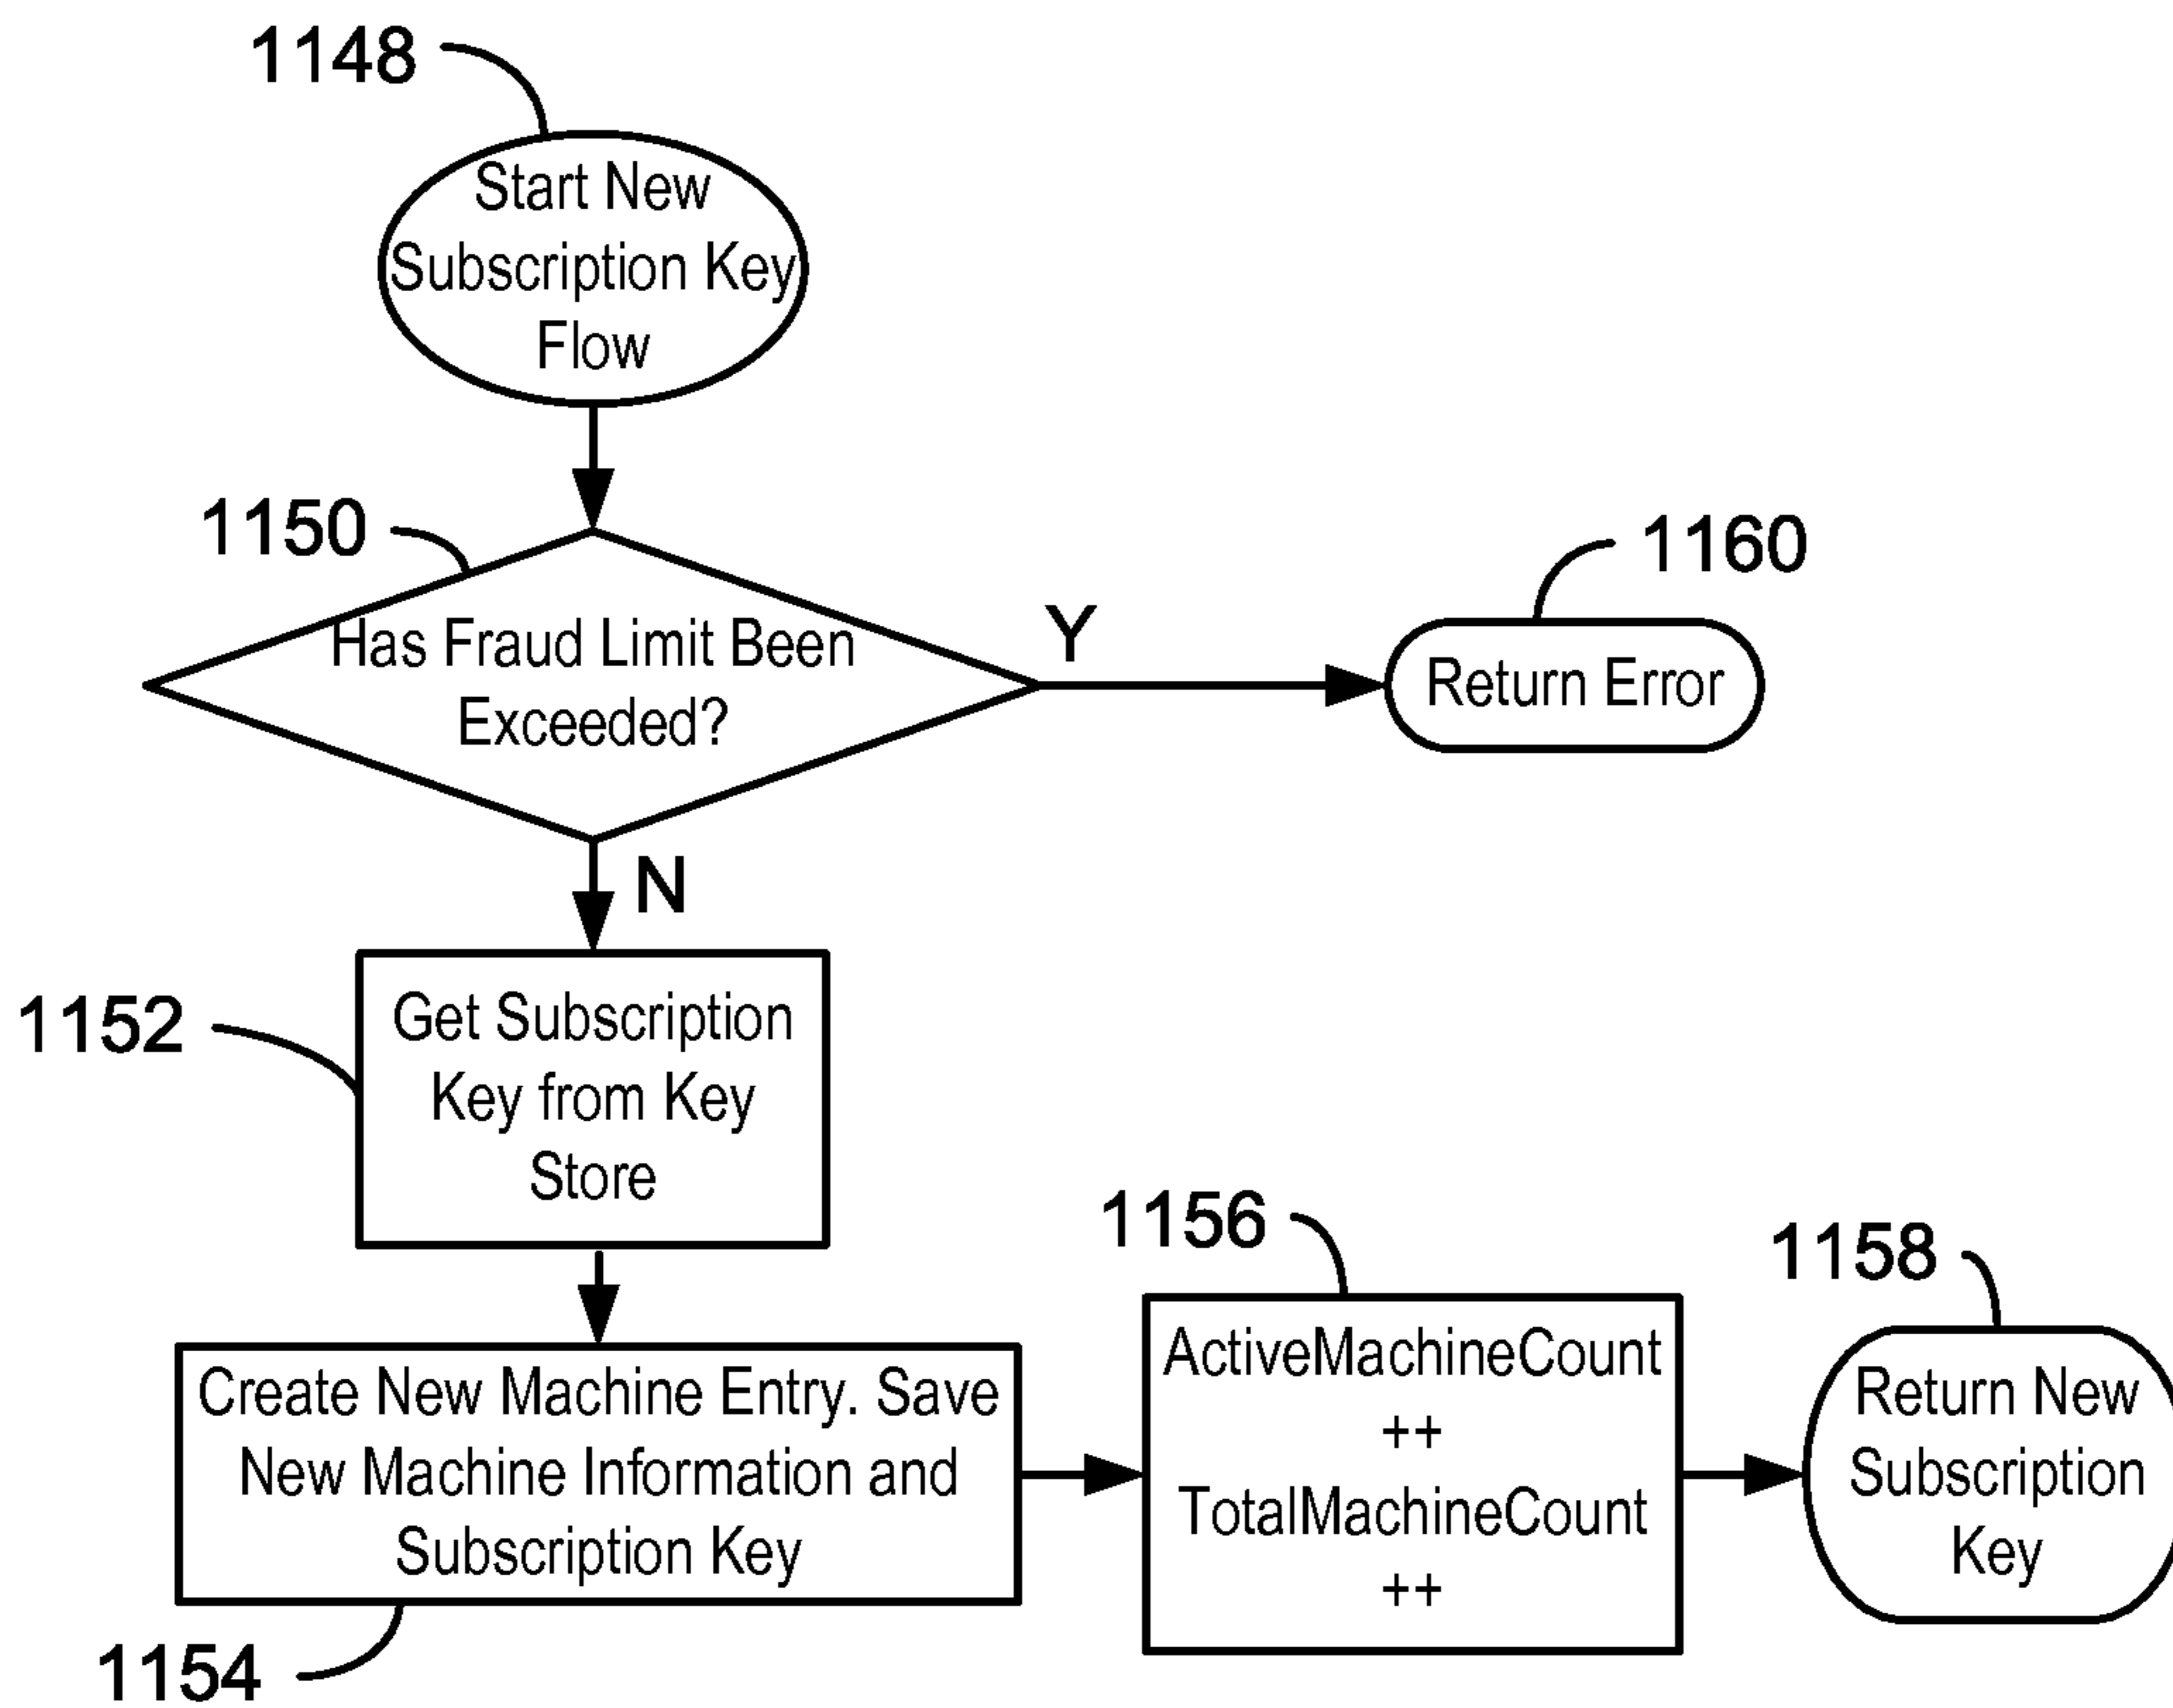 1148
Start New
Subscription Key
Flow
1150
Has Fraud Limit Been
Exceeded?
Y
1160
Return Error
N
1152
Get Subscription
Key from Key
Store
1154
Create New Machine Entry. Save
New Machine Information and
Subscription Key
1156
ActiveMachineCount
++
TotalMachineCount
++
1158
Return New
Subscription
Key